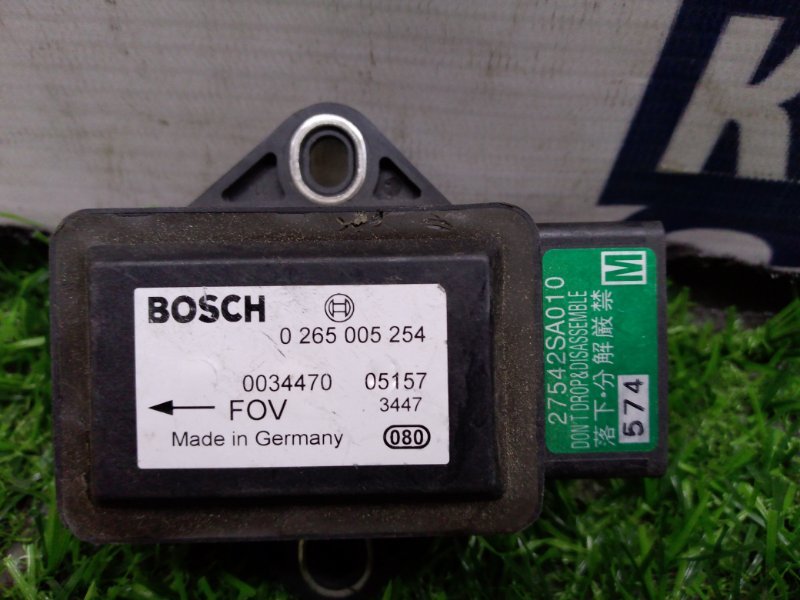 BOSCH
0 265 005 254
0034470 05157
FOV 3447
Made in Germany 080
M
27542SA010
DON'T DROP&DISASSEMBLE
落下・分解厳禁
574
K